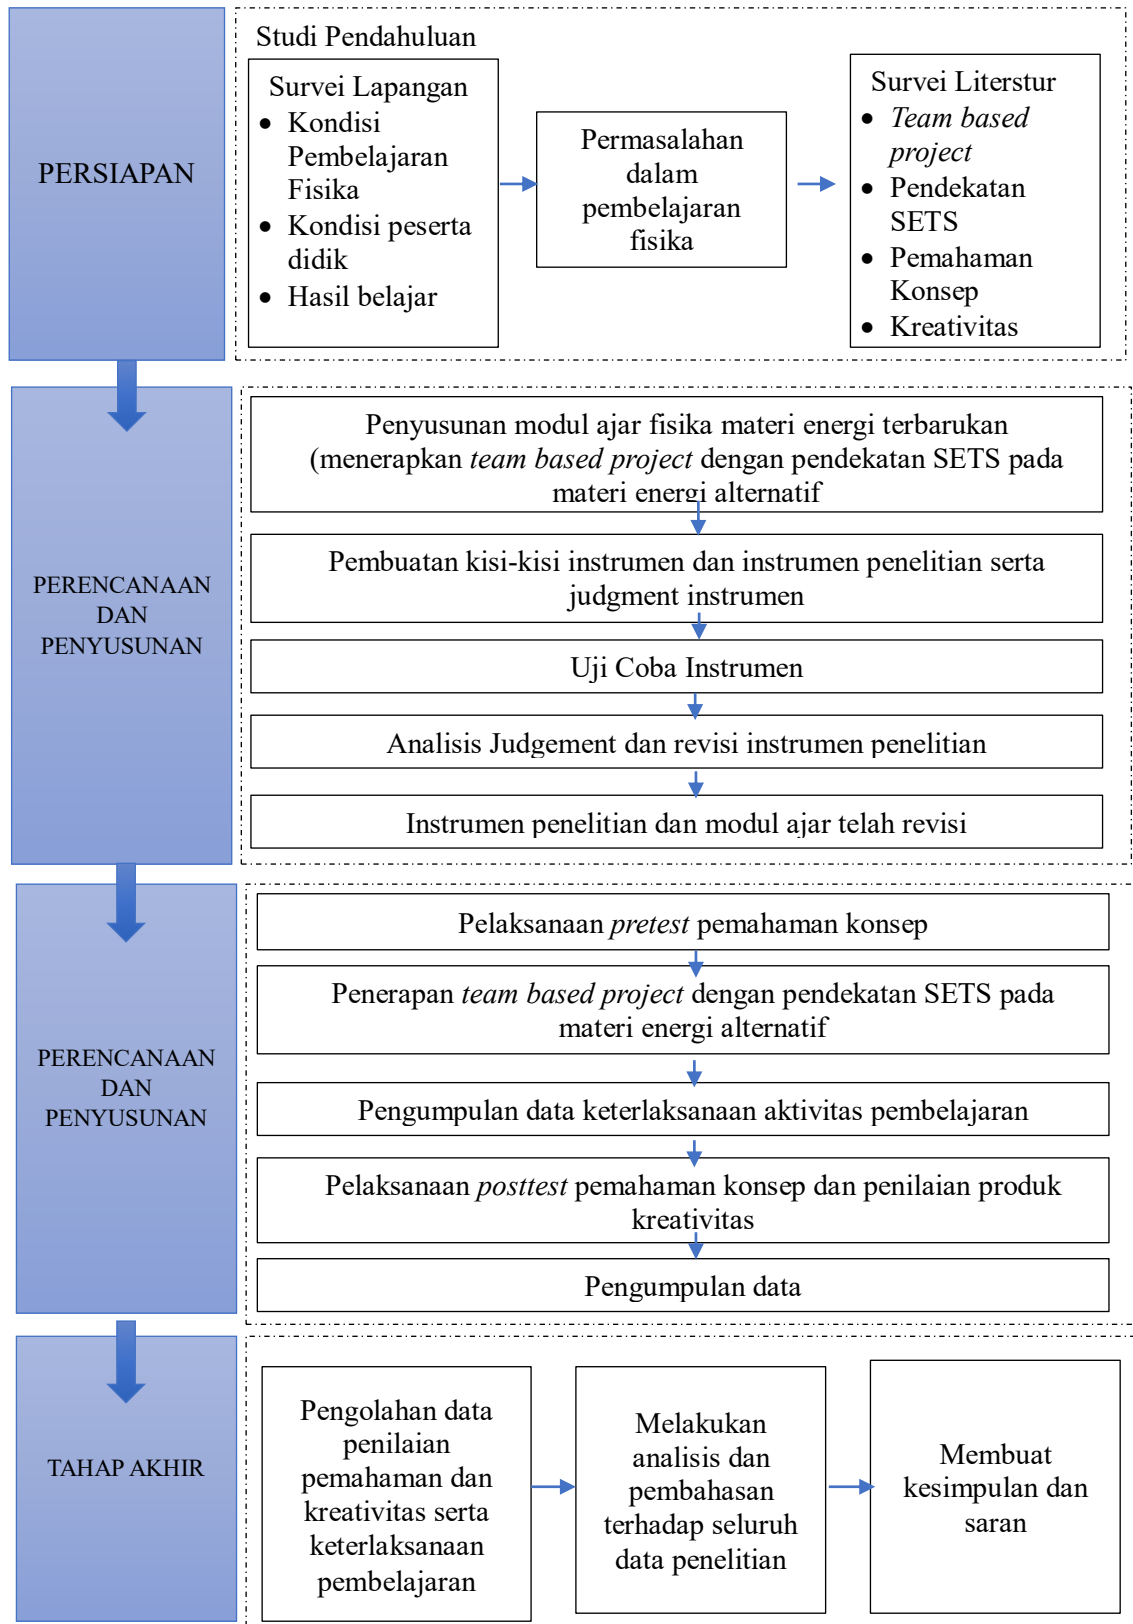 PERSIAPAN
Studi Pendahuluan
Survei Lapangan
• Kondisi
Pembelajaran
Fisika
• Kondisi peserta
didik
• Hasil belajar
Permasalahan
dalam
pembelajaran
fisika
Survei Literstur
• Team based
project
• Pendekatan
SETS
• Pemahaman
Konsep
• Kreativitas
PERENCANAAN
DAN
PENYUSUNAN
Penyusunan modul ajar fisika materi energi terbarukan
(menerapkan team based project dengan pendekatan SETS pada
materi energi alternatif
Pembuatan kisi-kisi instrumen dan instrumen penelitian serta
judgment instrumen
Uji Coba Instrumen
Analisis Judgement dan revisi instrumen penelitian
Instrumen penelitian dan modul ajar telah revisi
PERENCANAAN
DAN
PENYUSUNAN
Pelaksanaan pretest pemahaman konsep
Penerapan team based project dengan pendekatan SETS pada
materi energi alternatif
Pengumpulan data keterlaksanaan aktivitas pembelajaran
Pelaksanaan posttest pemahaman konsep dan penilaian produk
kreativitas
Pengumpulan data
TAHAP AKHIR
Pengolahan data
penilaian
pemahaman dan
kreativitas serta
keterlaksanaan
pembelajaran
Melakukan
analisis dan
pembahasan
terhadap seluruh
data penelitian
Membuat
kesimpulan dan
saran